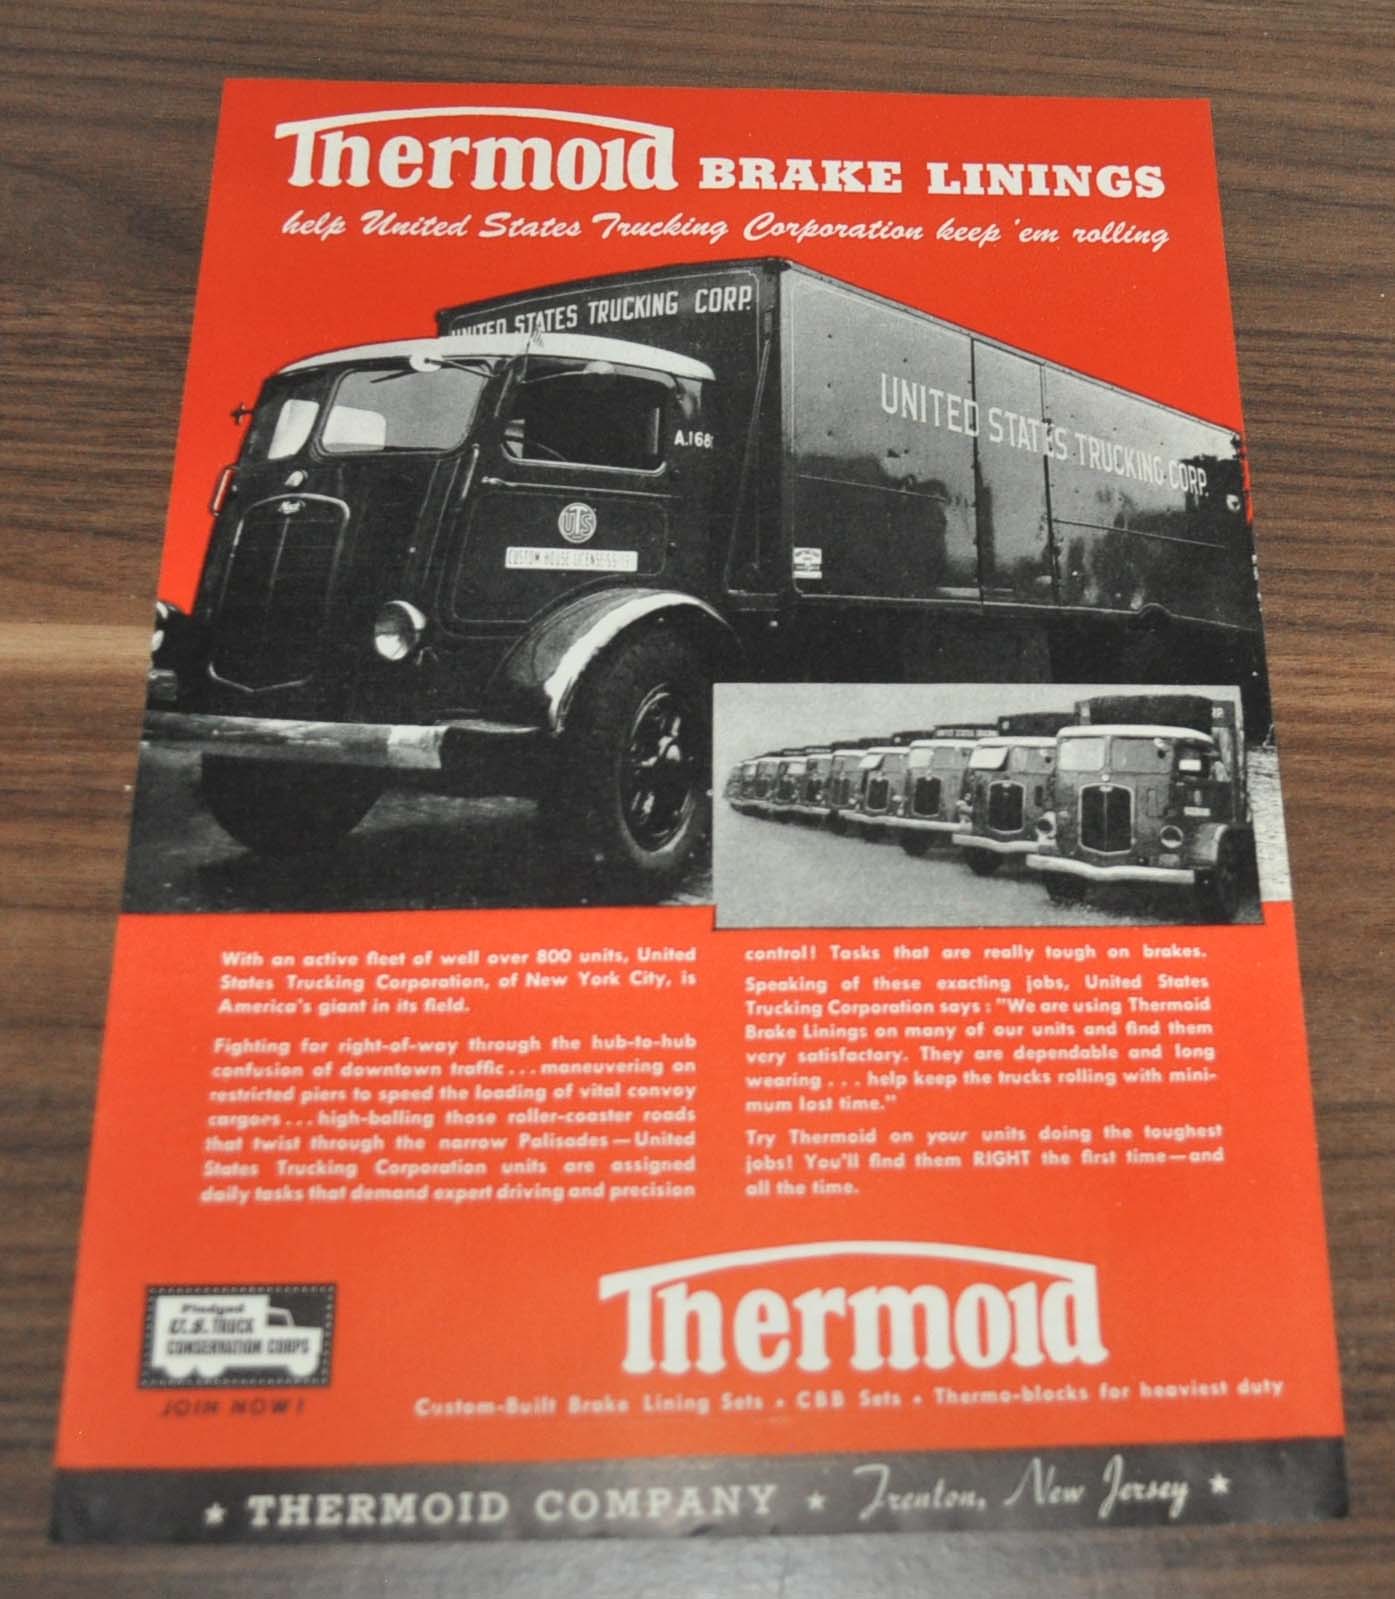 Thermoid BRAKE LININGS
help United States Trucking Corporation keep 'em rolling
UNITED STATES TRUCKING CORP.
UNITED STATES TRUCKING CORP.
A.168
Mack
UTS
CUSTOM HOUSE LICENSE
UNITED STATES TRUCKING
With an active fleet of well over 800 units, United
States Trucking Corporation, of New York City, is
America's giant in its field.
Fighting for right-of-way through the hub-to-hub
confusion of downtown traffic . . . maneuvering on
restricted piers to speed the loading of vital convoy
cargoes . . . high-balling those roller-coaster roads
that twist through the narrow Palisades—United
States Trucking Corporation units are assigned
daily tasks that demand expert driving and precision
control! Tasks that are really tough on brakes.
Speaking of these exacting jobs, United States
Trucking Corporation says: "We are using Thermoid
Brake Linings on many of our units and find them
very satisfactory. They are dependable and long
wearing . . . help keep the trucks rolling with mini-
mum lost time."
Try Thermoid on your units doing the toughest
jobs! You'll find them RIGHT the first time—and
all the time.
Pledged
U.S. TRUCK
CONSERVATION CORPS
JOIN NOW!
Thermoid
Custom-Built Brake Lining Sets • CBB Sets • Thermo-blocks for heaviest duty
★ THERMOID COMPANY ★ Trenton, New Jersey ★